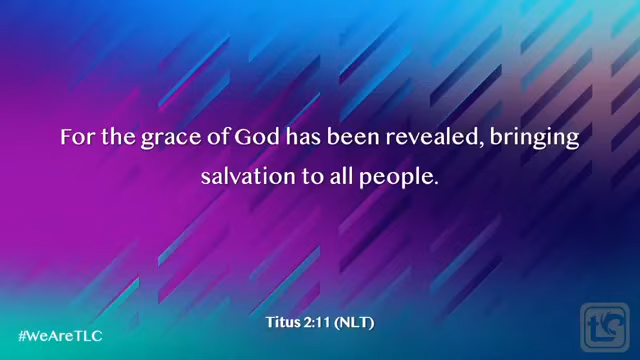 For the grace of God has been revealed, bringing
salvation to all people.
Titus 2:11 (NLT)
#WeAreTLC